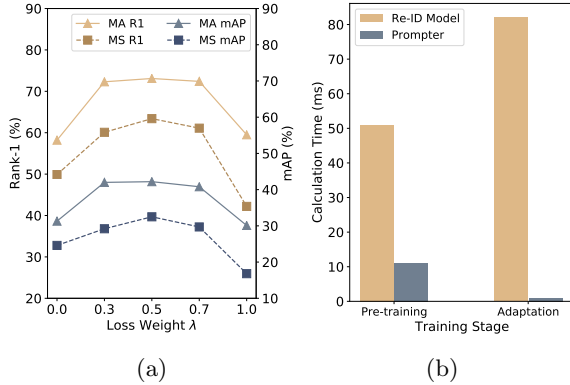 MA R1
MS R1
MA mAP
MS mAP
Rank-1 (%)
90
80
70
60
50
40
30
20
90
80
70
60
50
40
30
20
10
mAP (%)
0.0 0.3 0.5 0.7 1.0
Loss Weight λ
(a)
Re-ID Model
Prompter
Calculation Time (ms)
80
70
60
50
40
30
20
10
0
Pre-training Adaptation
Training Stage
(b)